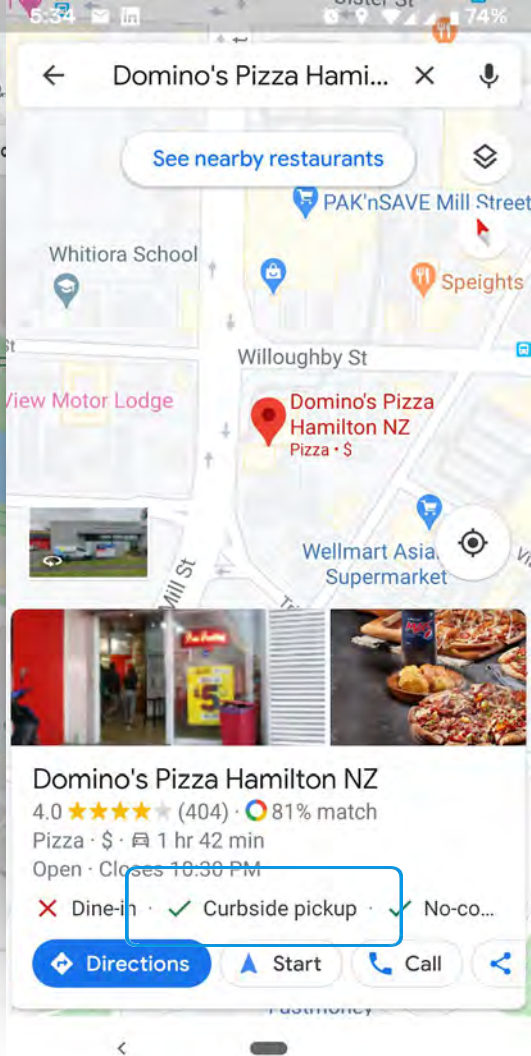 5:34 74%
Domino's Pizza Hami...
See nearby restaurants
PAK'nSAVE Mill Street
Whitiora School
Speights
St
Willoughby St
View Motor Lodge
Domino's Pizza
Hamilton NZ
Pizza · $
Wellmart Asia
Supermarket
Mill St
5
Domino's Pizza Hamilton NZ
4.0 (404) · 81% match
Pizza · $ · 1 hr 42 min
Open · Closes 10:30 PM
Dine-in · Curbside pickup · No-co...
Directions Start Call